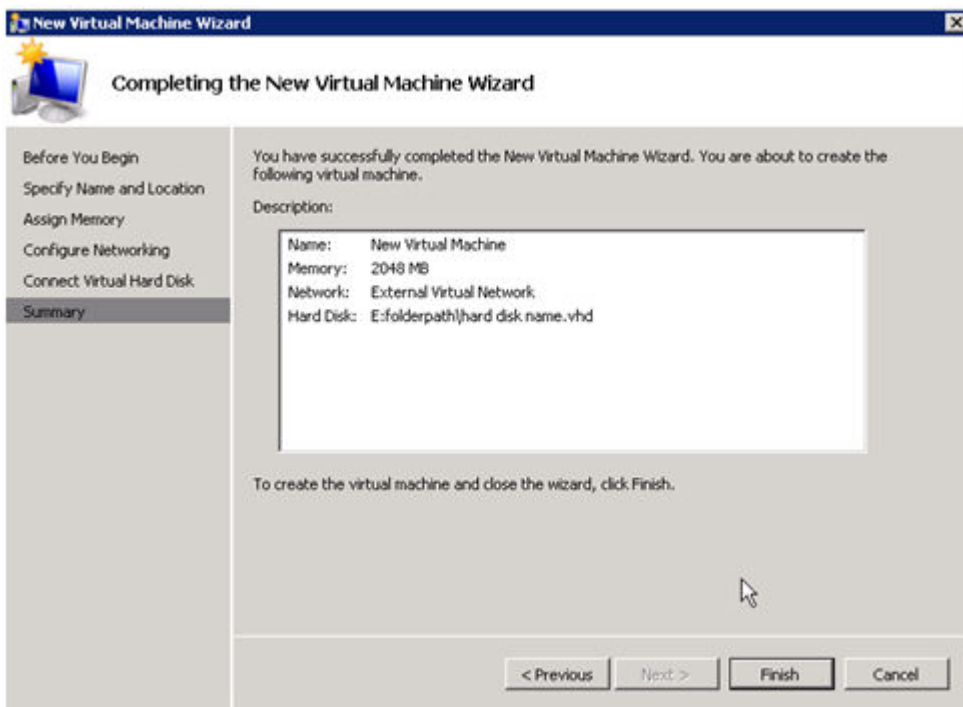 New Virtual Machine Wizard
Completing the New Virtual Machine Wizard
Before You Begin
Specify Name and Location
Assign Memory
Configure Networking
Connect Virtual Hard Disk
Summary
You have successfully completed the New Virtual Machine Wizard. You are about to create the
following virtual machine.
Description:
Name: New Virtual Machine
Memory: 2048 MB
Network: External Virtual Network
Hard Disk: E:folderpath\hard disk name.vhd
To create the virtual machine and close the wizard, click Finish.
< Previous Next > Finish Cancel